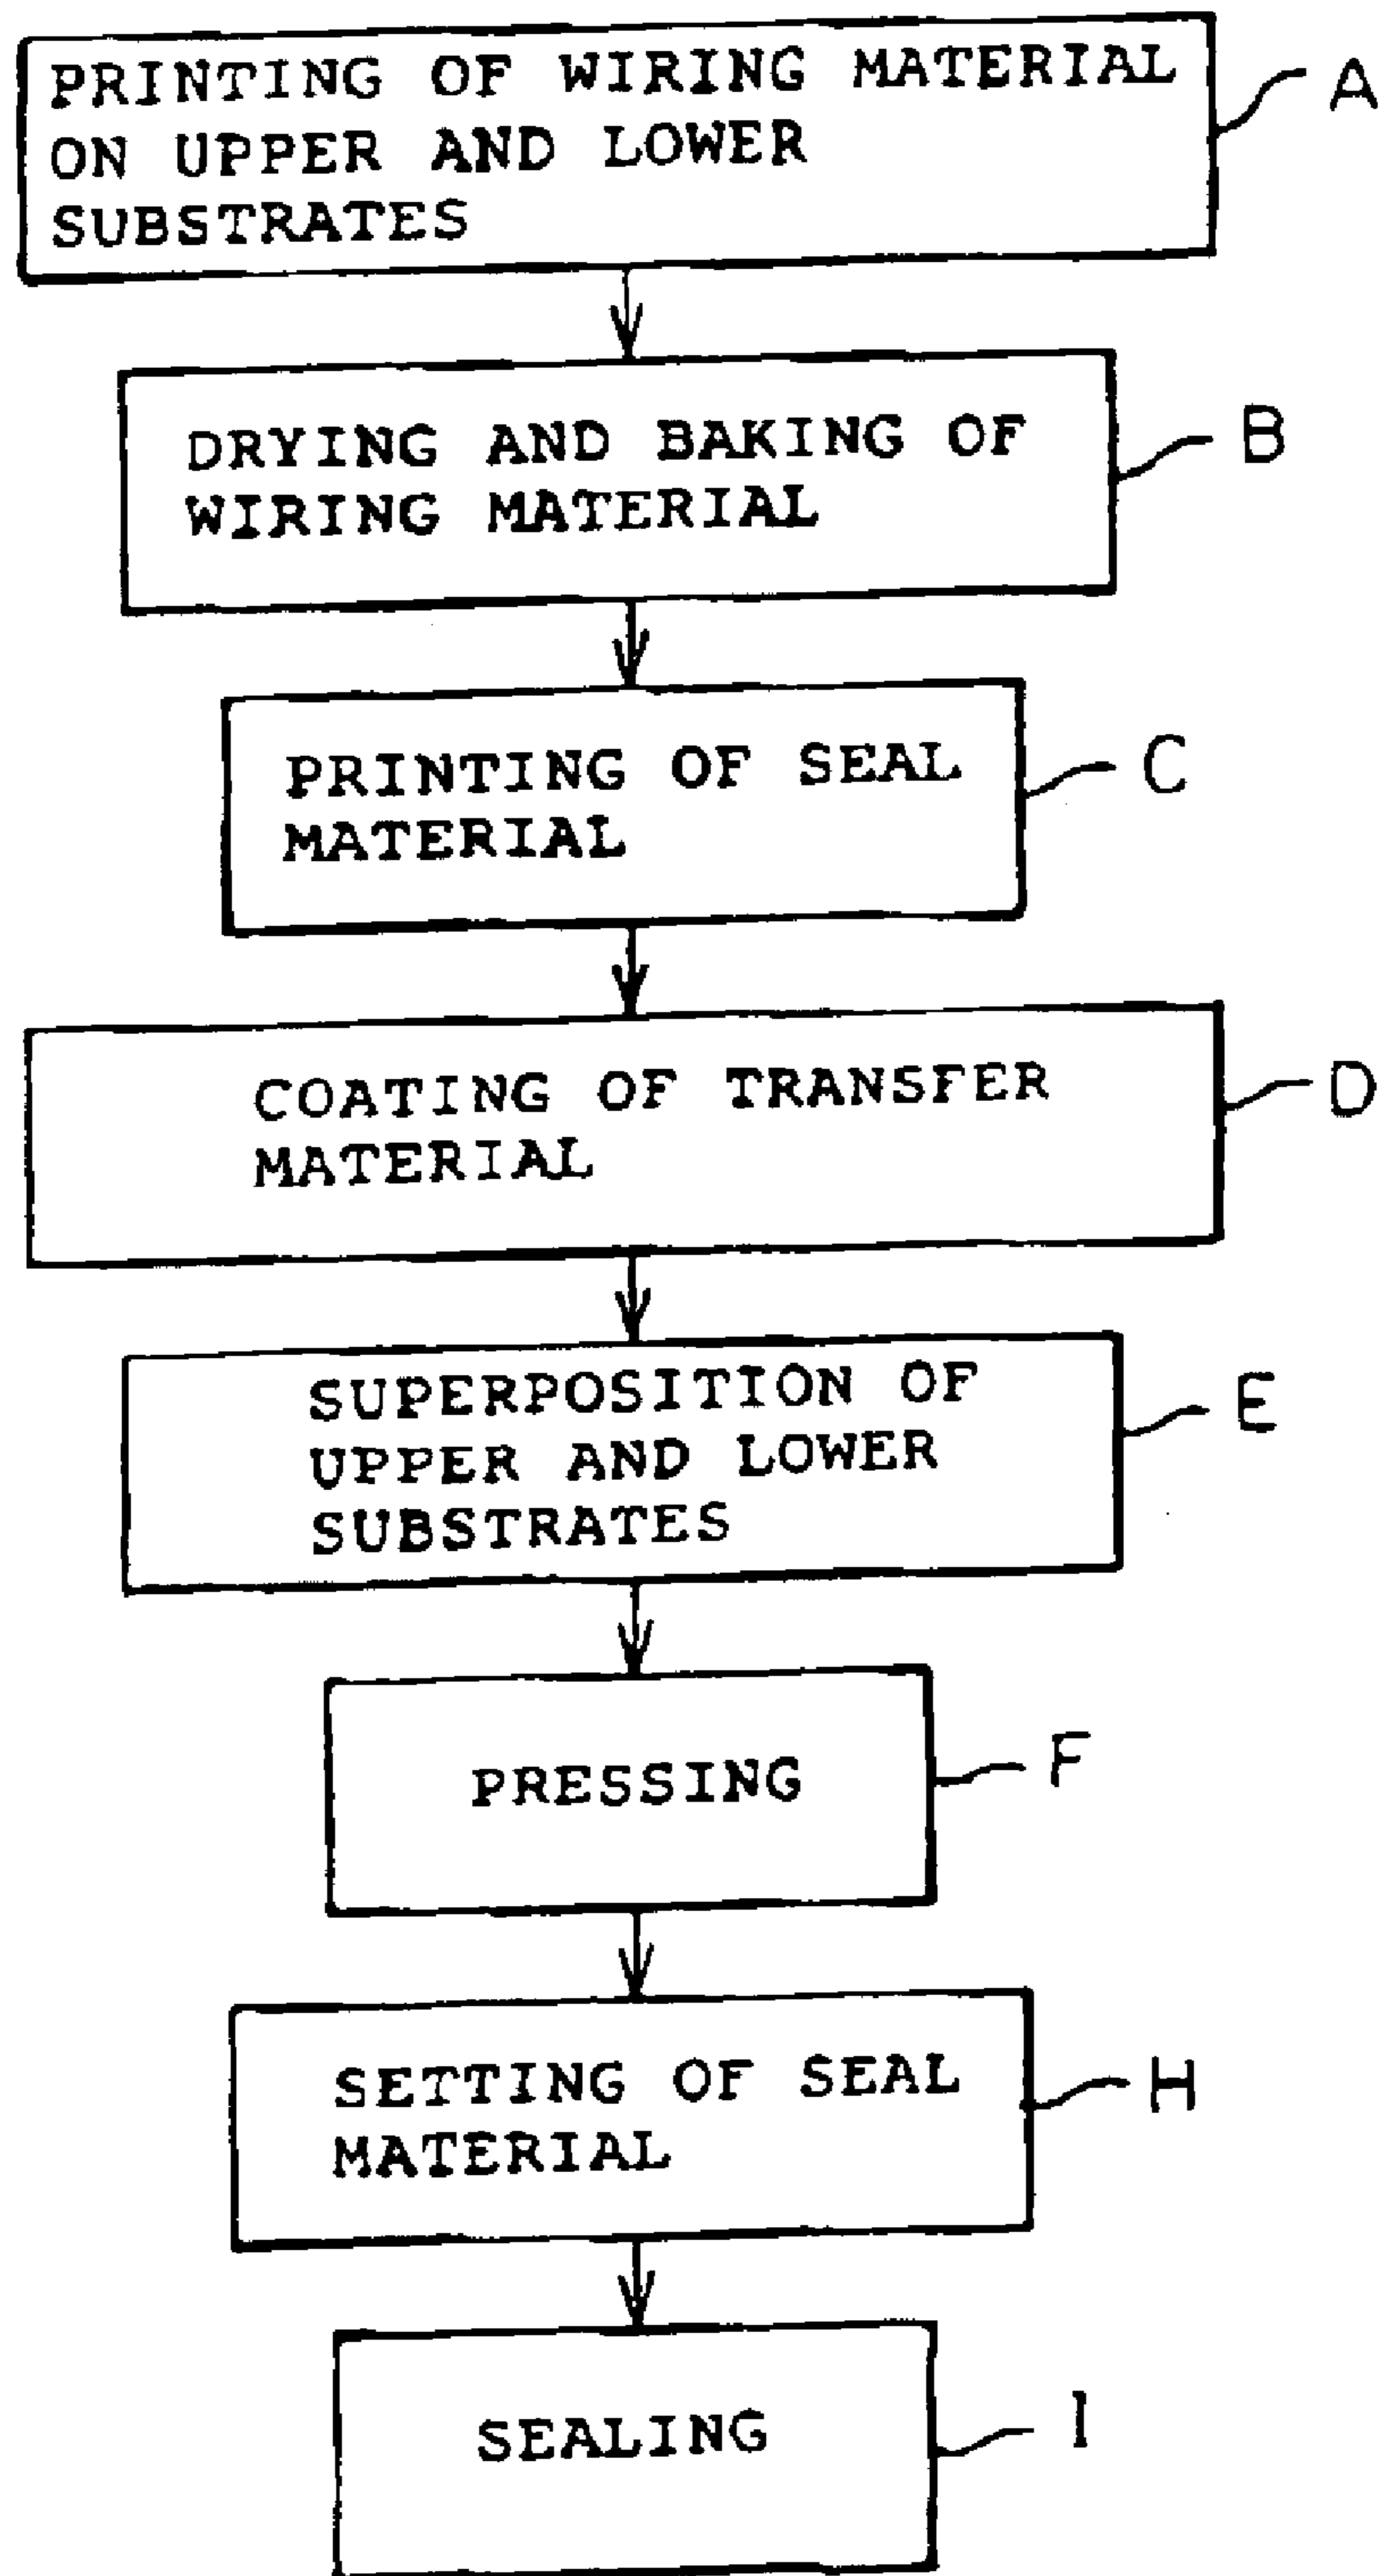 PRINTING OF WIRING MATERIAL
ON UPPER AND LOWER
SUBSTRATES
A
DRYING AND BAKING OF
WIRING MATERIAL
B
PRINTING OF SEAL
MATERIAL
C
COATING OF TRANSFER
MATERIAL
D
SUPERPOSITION OF
UPPER AND LOWER
SUBSTRATES
E
PRESSING
F
SETTING OF SEAL
MATERIAL
H
SEALING
I